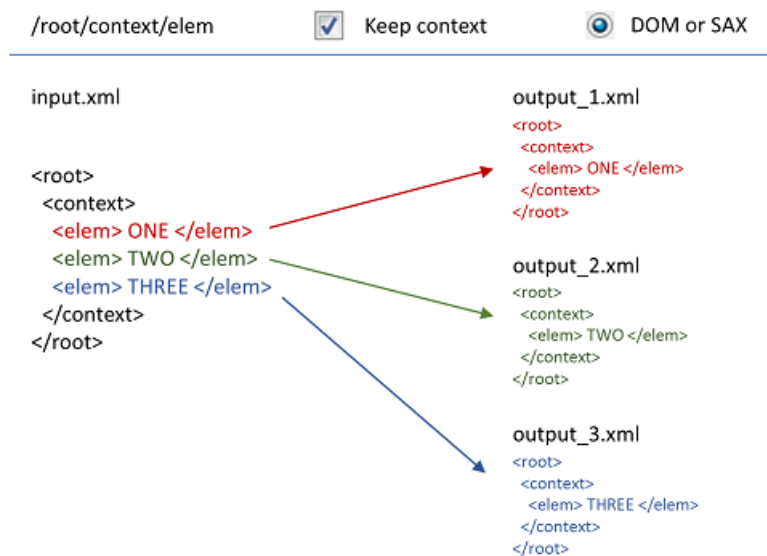 /root/context/elem Keep context DOM or SAX
input.xml
<root>
<context>
<elem> ONE </elem>
<elem> TWO </elem>
<elem> THREE </elem>
</context>
</root>
output_1.xml
<root>
<context>
<elem> ONE </elem>
</context>
</root>
output_2.xml
<root>
<context>
<elem> TWO </elem>
</context>
</root>
output_3.xml
<root>
<context>
<elem> THREE </elem>
</context>
</root>